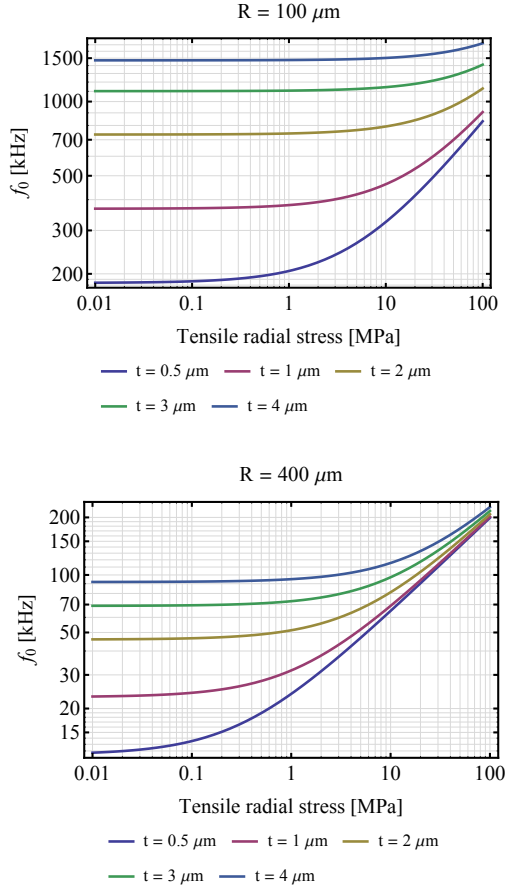 R = 100 μm
f0 [kHz]
1500
1000
700
500
300
200
0.01 0.1 1 10 100
Tensile radial stress [MPa]
t = 0.5 μm t = 1 μm t = 2 μm
t = 3 μm t = 4 μm
R = 400 μm
f0 [kHz]
200
150
100
70
50
30
20
15
0.01 0.1 1 10 100
Tensile radial stress [MPa]
t = 0.5 μm t = 1 μm t = 2 μm
t = 3 μm t = 4 μm